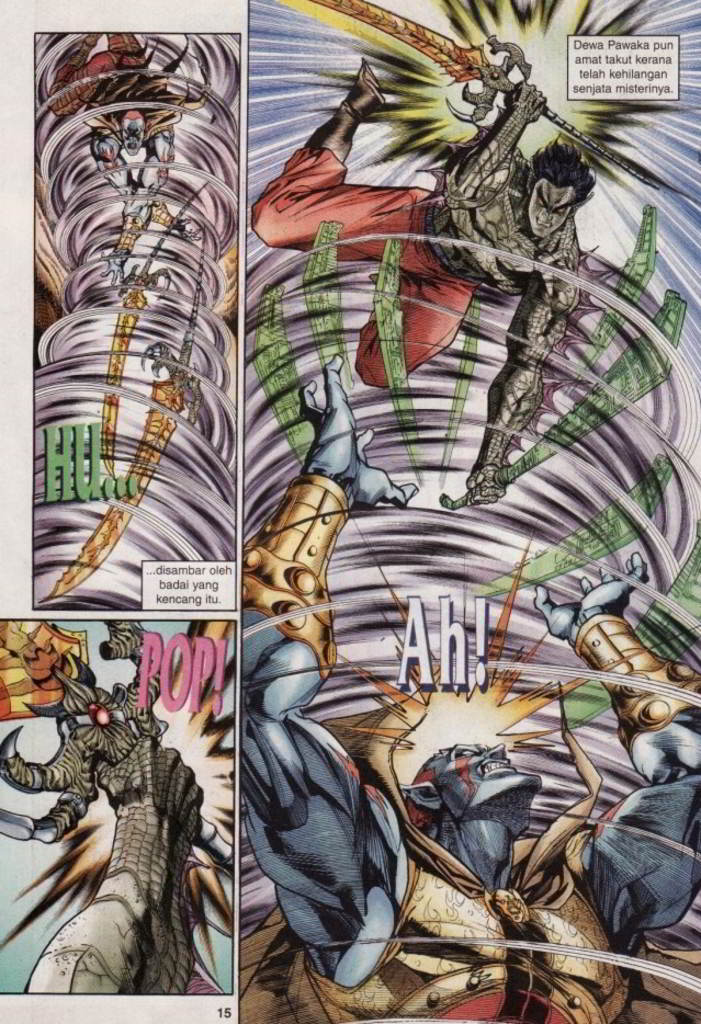 HU...
...disambar oleh
badai yang
kencang itu.
POP!
Dewa Pawaka pun
amat takut kerana
telah kehilangan
senjata misterinya.
Ah!
15